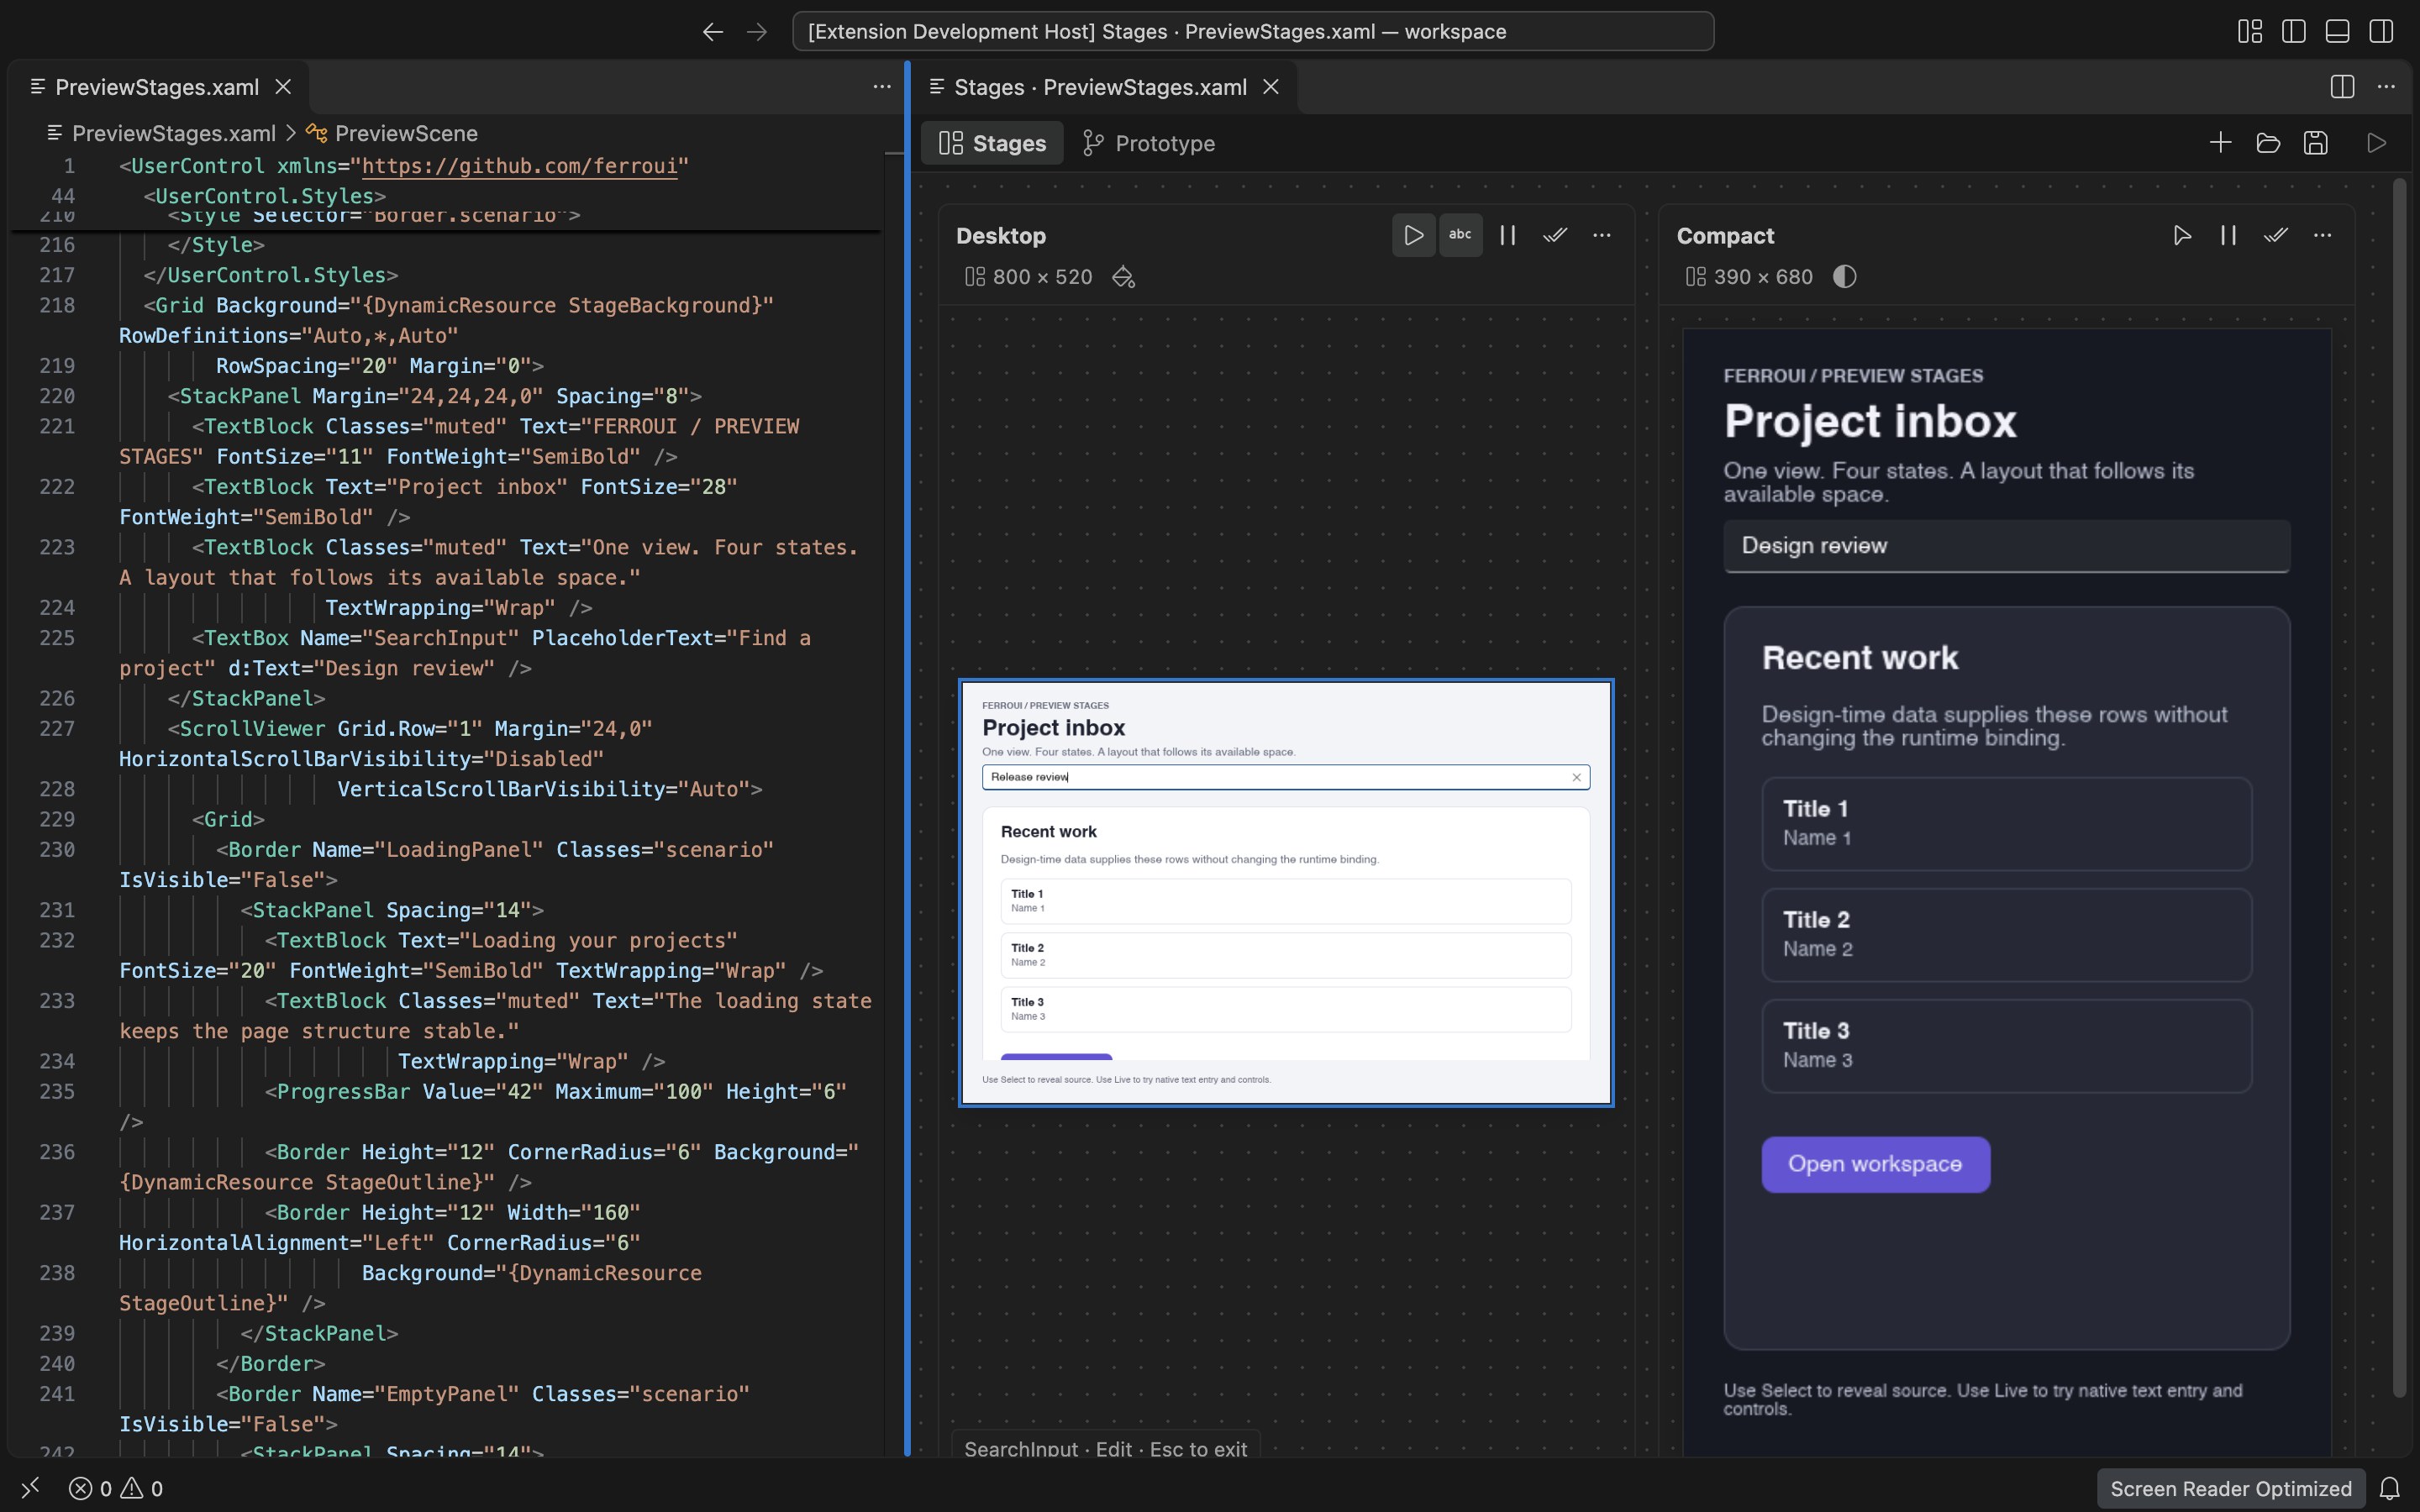 [Extension Development Host] Stages · PreviewStages.xaml — workspace
PreviewStages.xaml
PreviewStages.xaml > PreviewScene
1 <UserControl xmlns="https://github.com/ferroui"
44 <UserControl.Styles>
210 <Style Selector="Border.scenario">
216 </Style>
217 </UserControl.Styles>
218 <Grid Background="{DynamicResource StageBackground}"
RowDefinitions="Auto,*,Auto"
219 RowSpacing="20" Margin="0">
220 <StackPanel Margin="24,24,24,0" Spacing="8">
221 <TextBlock Classes="muted" Text="FERROUI / PREVIEW
STAGES" FontSize="11" FontWeight="SemiBold" />
222 <TextBlock Text="Project inbox" FontSize="28"
FontWeight="SemiBold" />
223 <TextBlock Classes="muted" Text="One view. Four states.
A layout that follows its available space."
224 TextWrapping="Wrap" />
225 <TextBox Name="SearchInput" PlaceholderText="Find a
project" d:Text="Design review" />
226 </StackPanel>
227 <ScrollViewer Grid.Row="1" Margin="24,0"
HorizontalScrollBarVisibility="Disabled"
228 VerticalScrollBarVisibility="Auto">
229 <Grid>
230 <Border Name="LoadingPanel" Classes="scenario"
IsVisible="False">
231 <StackPanel Spacing="14">
232 <TextBlock Text="Loading your projects"
FontSize="20" FontWeight="SemiBold" TextWrapping="Wrap" />
233 <TextBlock Classes="muted" Text="The loading state
keeps the page structure stable."
234 TextWrapping="Wrap" />
235 <ProgressBar Value="42" Maximum="100" Height="6"
/>
236 <Border Height="12" CornerRadius="6" Background="
{DynamicResource StageOutline}" />
237 <Border Height="12" Width="160"
HorizontalAlignment="Left" CornerRadius="6"
238 Background="{DynamicResource
StageOutline}" />
239 </StackPanel>
240 </Border>
241 <Border Name="EmptyPanel" Classes="scenario"
IsVisible="False">
242 <StackPanel Spacing="14">
Stages · PreviewStages.xaml
Stages
Prototype
Desktop
abc
800 × 520
FERROUI / PREVIEW STAGES
Project inbox
One view. Four states. A layout that follows its available space.
Release review
Recent work
Design-time data supplies these rows without changing the runtime binding.
Title 1
Name 1
Title 2
Name 2
Title 3
Name 3
Use Select to reveal source. Use Live to try native text entry and controls.
SearchInput · Edit · Esc to exit
Compact
390 × 680
FERROUI / PREVIEW STAGES
Project inbox
One view. Four states. A layout that follows its
available space.
Design review
Recent work
Design-time data supplies these rows without
changing the runtime binding.
Title 1
Name 1
Title 2
Name 2
Title 3
Name 3
Open workspace
Use Select to reveal source. Use Live to try native text entry and
controls.
0 0
Screen Reader Optimized